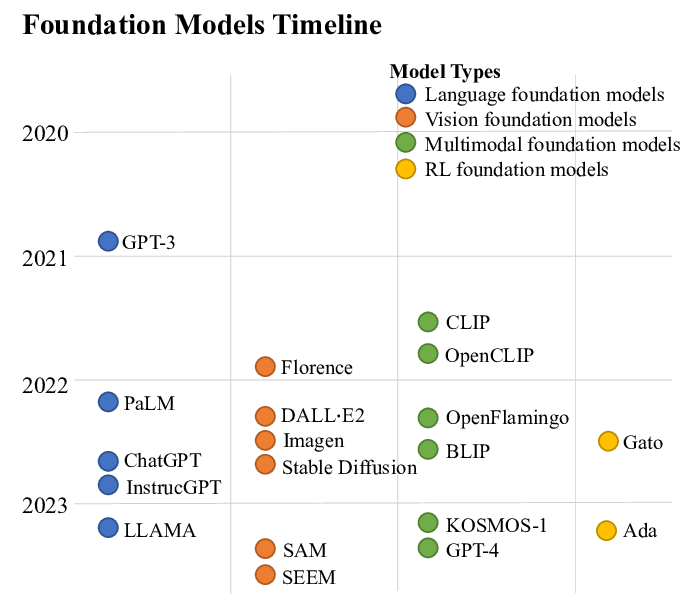 Foundation Models Timeline
Model Types
Language foundation models
Vision foundation models
Multimodal foundation models
RL foundation models
2020
GPT-3
2021
CLIP
OpenCLIP
Florence
2022
PaLM
DALL·E2
OpenFlamingo
Imagen
Gato
BLIP
ChatGPT
Stable Diffusion
InstrucGPT
2023
KOSMOS-1
LLAMA
Ada
SAM
GPT-4
SEEM